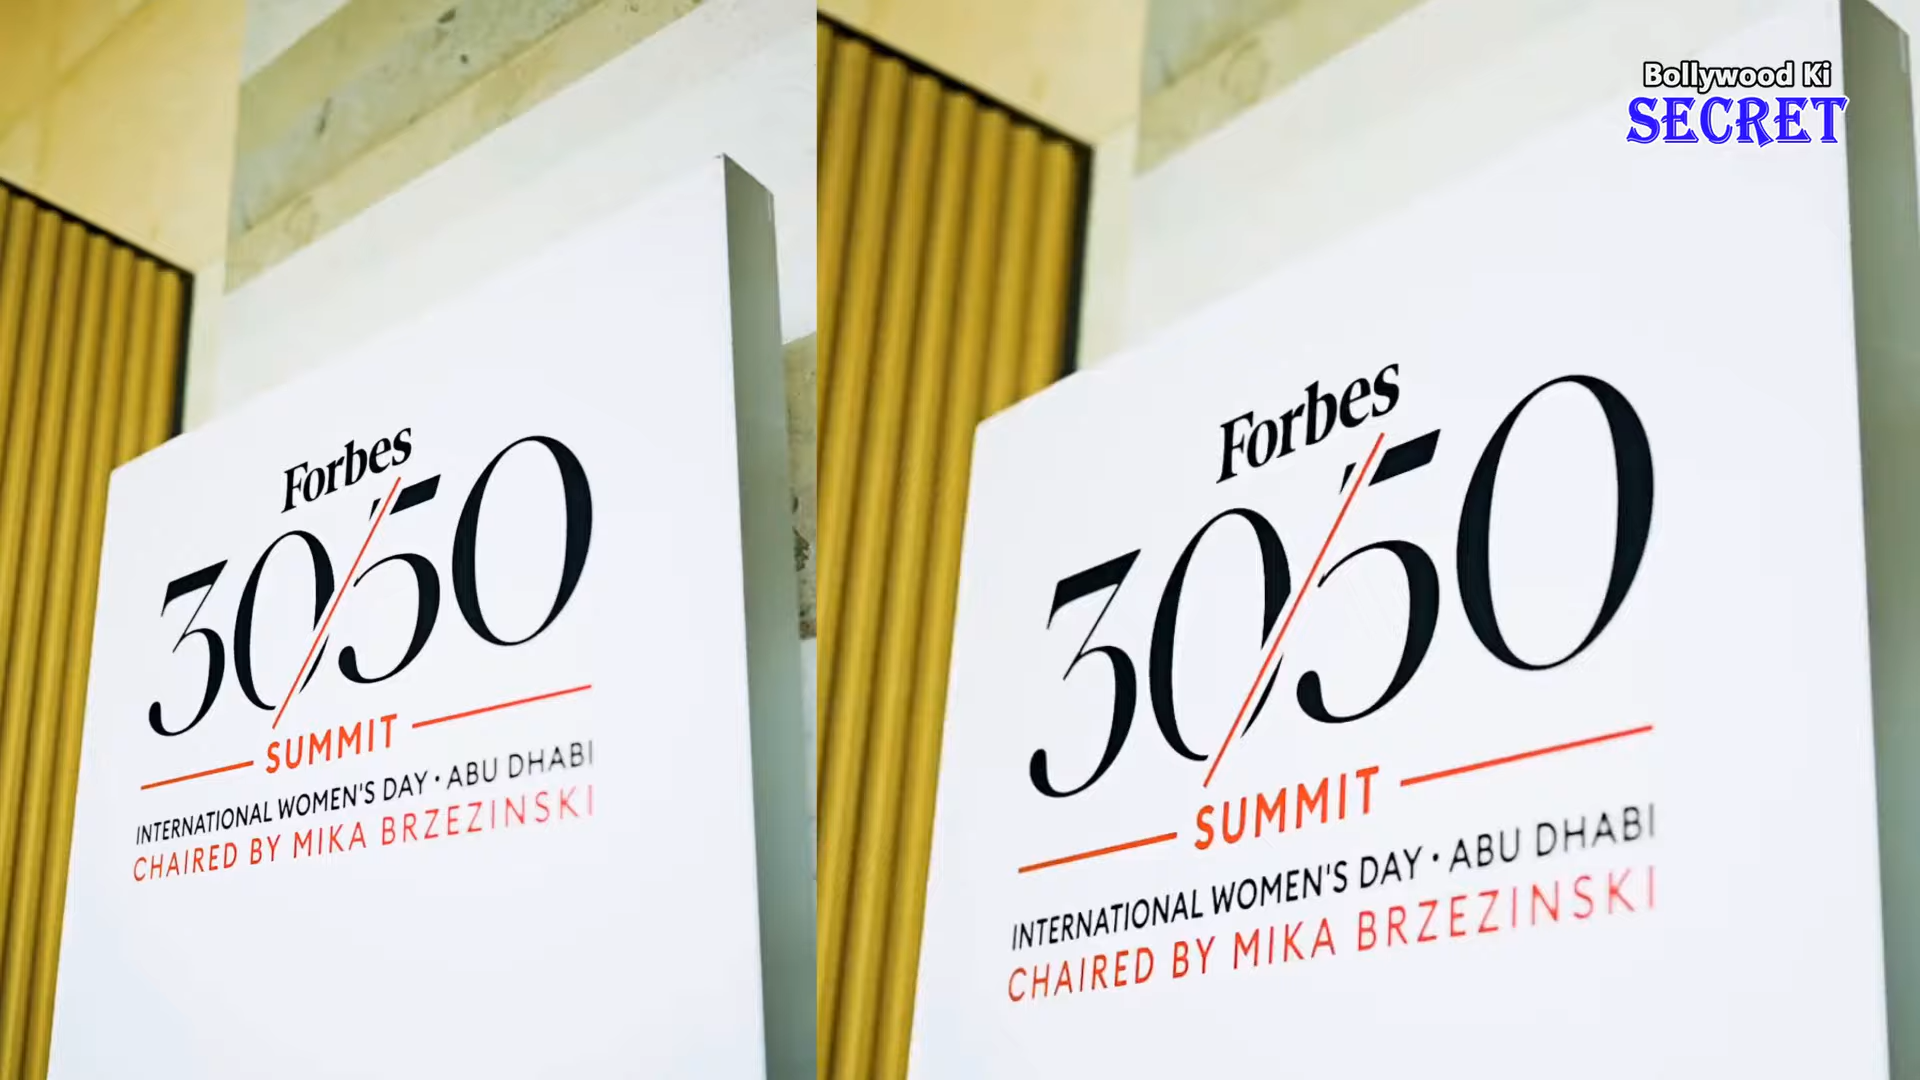 Forbes
30/50
SUMMIT
INTERNATIONAL WOMEN'S DAY · ABU DHABI
CHAIRED BY MIKA BRZEZINSKI
Bollywood Ki
SECRET
Forbes
30/50
SUMMIT
INTERNATIONAL WOMEN'S DAY · ABU DHABI
CHAIRED BY MIKA BRZEZINSKI